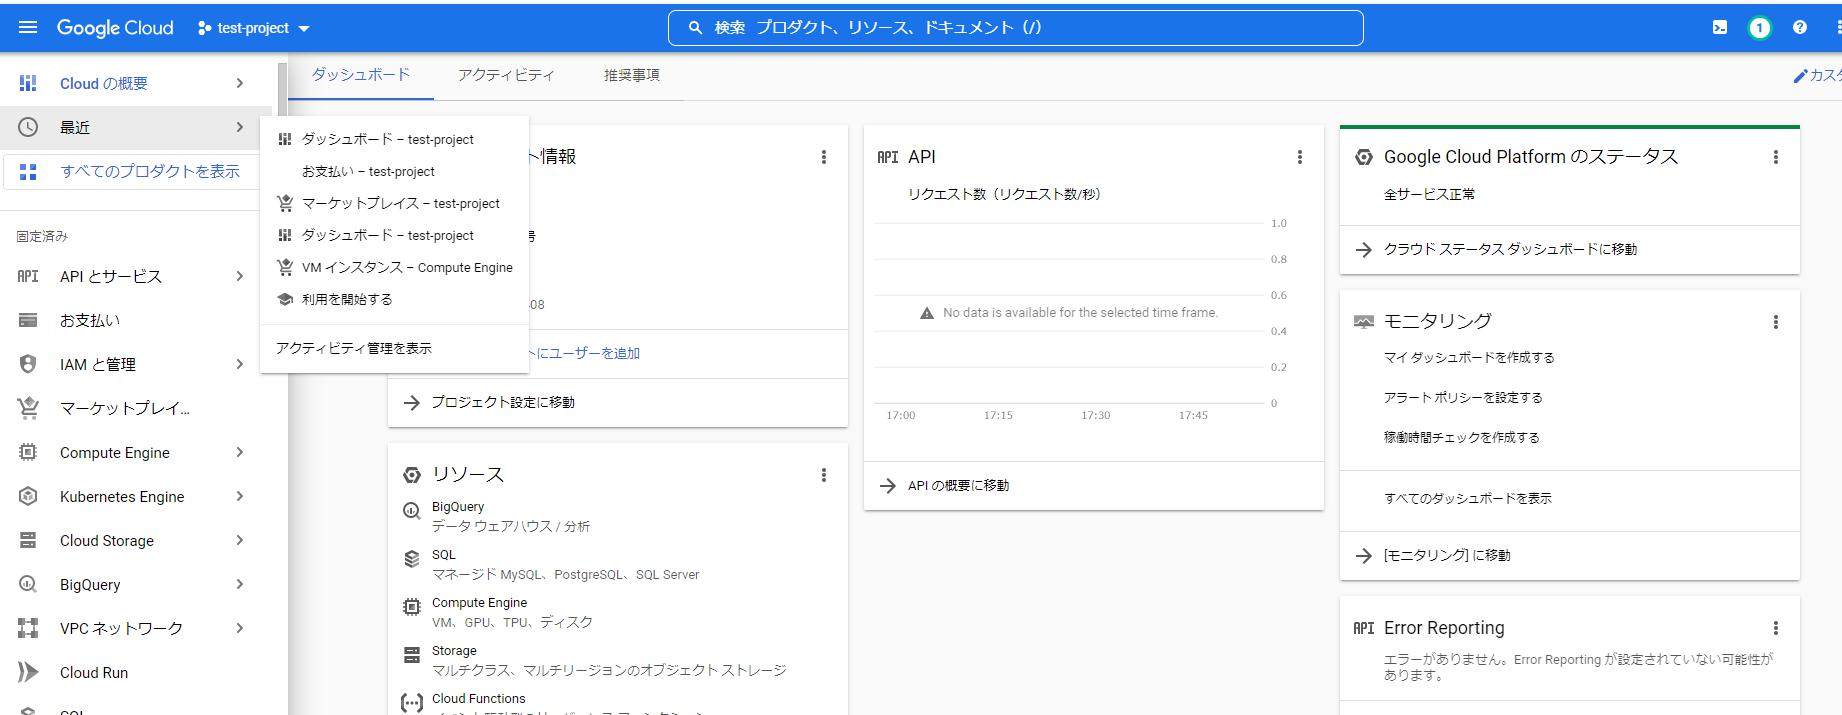 Google Cloud
test-project
検索 プロダクト、リソース、ドキュメント (/)
1
Cloud の概要
最近
すべてのプロダクトを表示
固定済み
API API とサービス
お支払い
IAM と管理
マーケットプレイ...
Compute Engine
Kubernetes Engine
Cloud Storage
BigQuery
VPC ネットワーク
Cloud Run
SQL
ダッシュボード – test-project
お支払い – test-project
マーケットプレイス – test-project
ダッシュボード – test-project
VM インスタンス – Compute Engine
利用を開始する
アクティビティ管理を表示
ダッシュボード
アクティビティ
推奨事項
カスタ
ト情報
号
08
トにユーザーを追加
プロジェクト設定に移動
リソース
BigQuery
データ ウェアハウス / 分析
SQL
マネージド MySQL、PostgreSQL、SQL Server
Compute Engine
VM、GPU、TPU、ディスク
Storage
マルチクラス、マルチリージョンのオブジェクト ストレージ
Cloud Functions
API API
リクエスト数（リクエスト数/秒）
1.0
0.8
0.6
No data is available for the selected time frame.
0.4
0.2
0
17:00 17:15 17:30 17:45
API の概要に移動
Google Cloud Platform のステータス
全サービス正常
クラウド ステータス ダッシュボードに移動
モニタリング
マイ ダッシュボードを作成する
アラート ポリシーを設定する
稼働時間チェックを作成する
すべてのダッシュボードを表示
[モニタリング] に移動
API Error Reporting
エラーがありません。Error Reporting が設定されていない可能性が
あります。